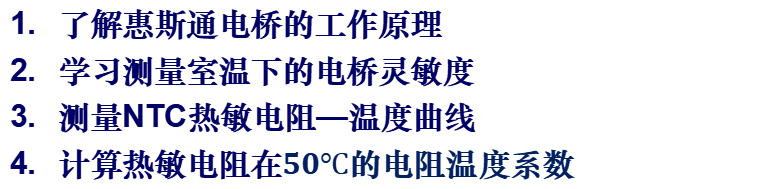 1. 了解惠斯通电桥的工作原理
2. 学习测量室温下的电桥灵敏度
3. 测量NTC热敏电阻—温度曲线
4. 计算热敏电阻在50℃的电阻温度系数